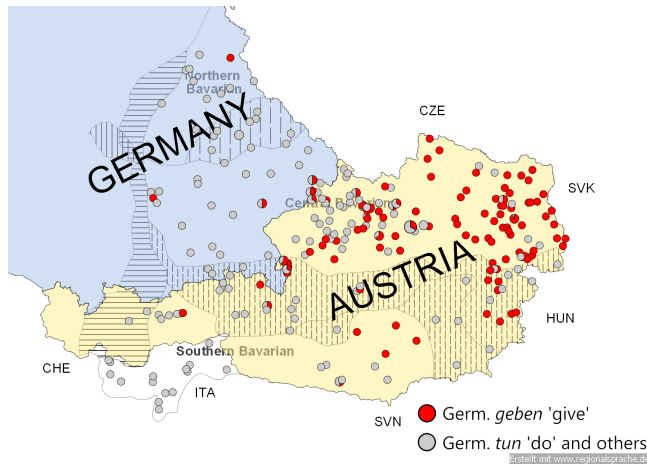 Northern
Bavarian
GERMANY
CZE
SVK
Central Bavarian
AUSTRIA
HUN
Southern Bavarian
CHE
ITA
SVN
Germ. geben 'give'
Germ. tun 'do' and others
Erstellt mit www.regionalsprache.de